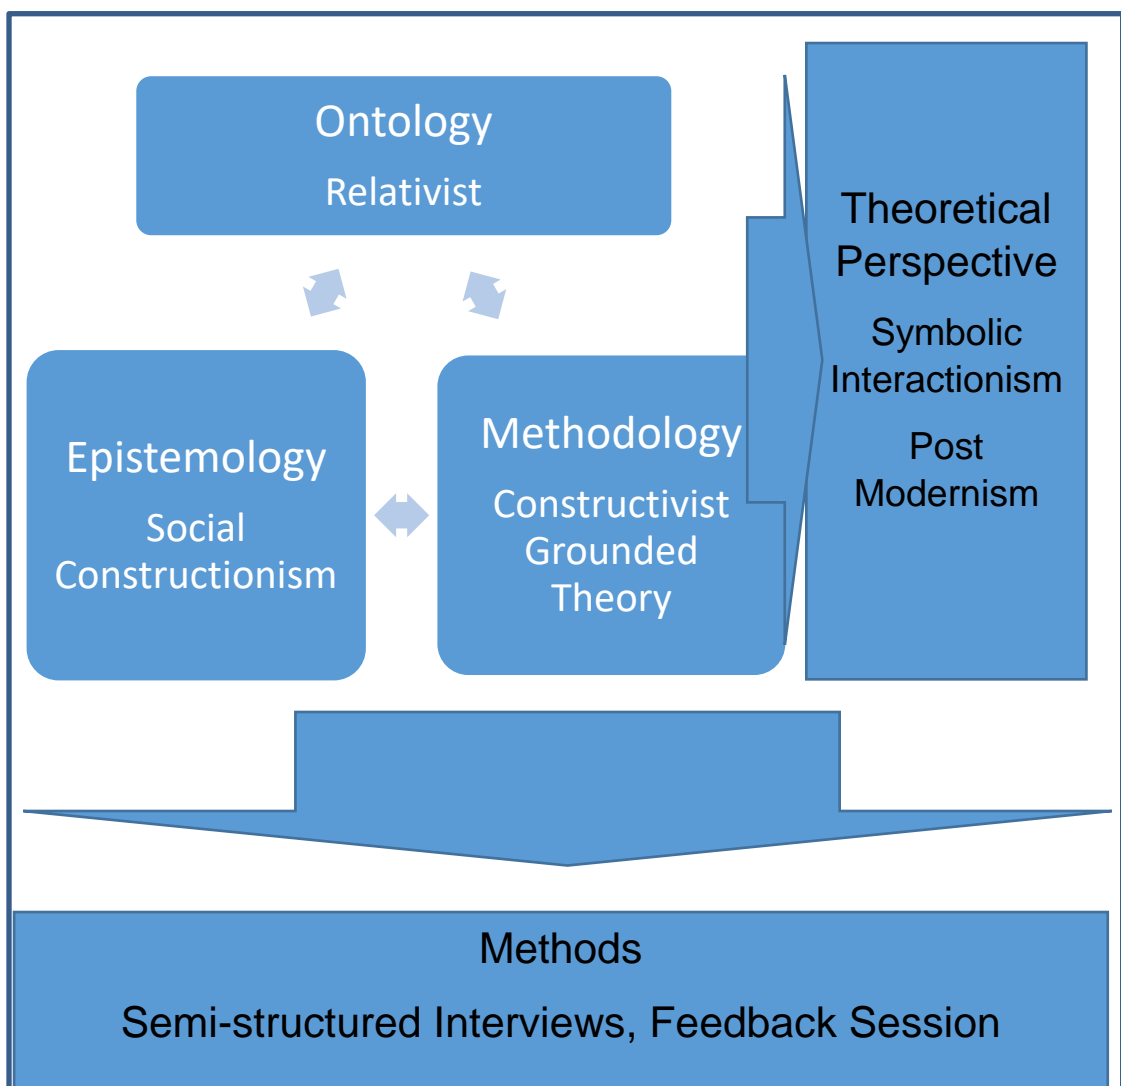 Ontology
Relativist
Epistemology
Social
Constructionism
Methodology
Constructivist
Grounded
Theory
Theoretical
Perspective
Symbolic
Interactionism
Post
Modernism
Methods
Semi-structured Interviews, Feedback Session